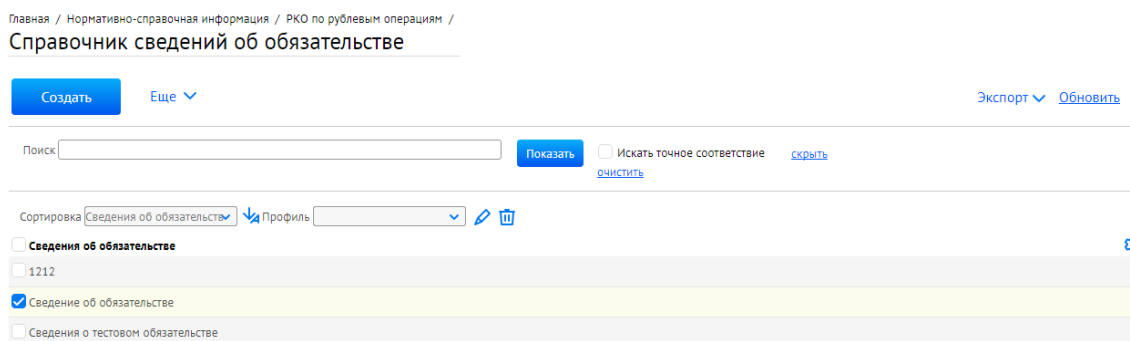 Главная / Нормативно-справочная информация / РКО по рублевым операциям /
Справочник сведений об обязательстве
Создать Еще Экспорт Обновить
Поиск Показать Искать точное соответствие скрыть
очистить
Сортировка Сведения об обязательств Профиль
Сведения об обязательстве
1212
Сведение об обязательстве
Сведения о тестовом обязательстве